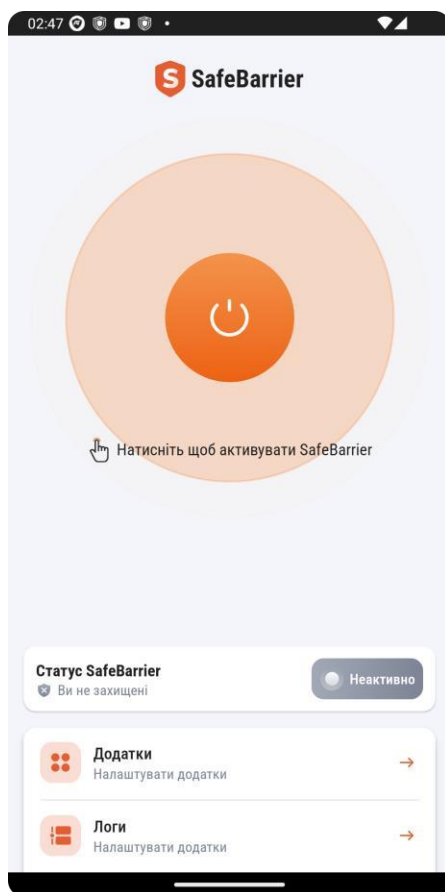 02:47
SafeBarrier
Натисніть щоб активувати SafeBarrier
Статус SafeBarrier
Ви не захищені
Неактивно
Додатки
Налаштувати додатки
Логи
Налаштувати додатки